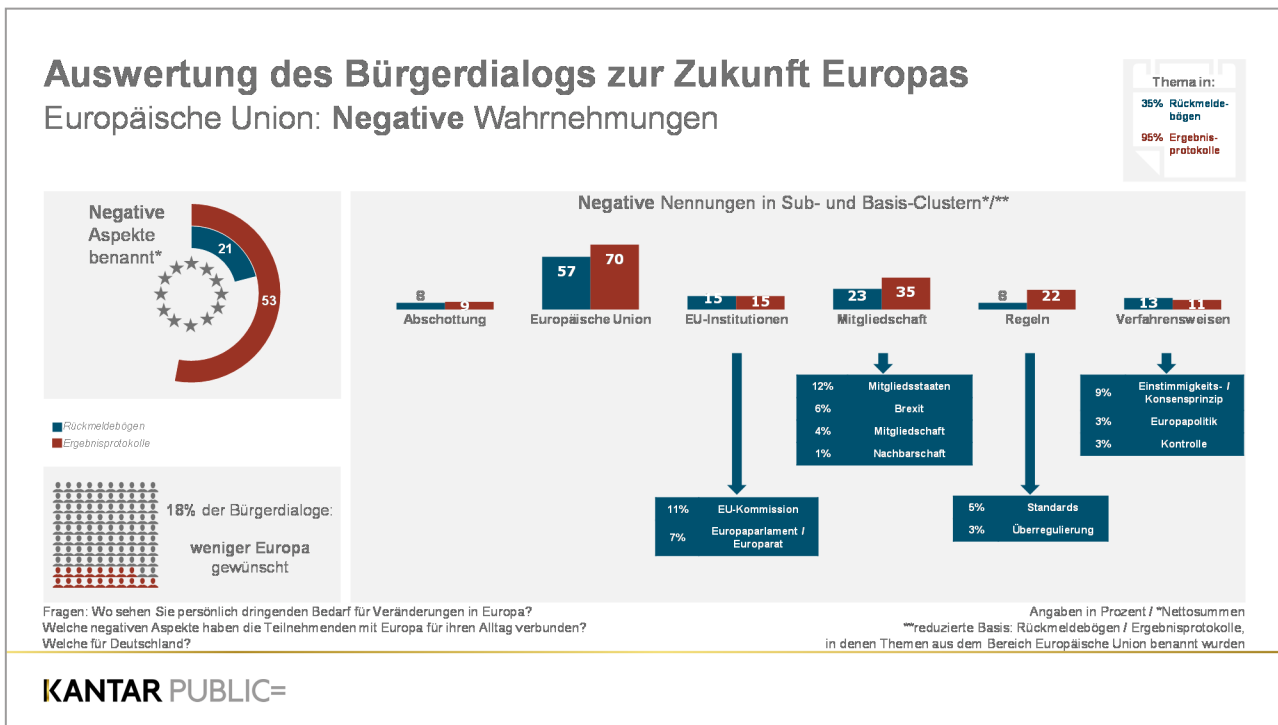 Auswertung des Bürgerdialogs zur Zukunft Europas
Europäische Union: Negative Wahrnehmungen
Thema in:
35% Rückmelde-
bögen
95% Ergebnis-
protokolle
Negative
Aspekte
benannt*
21
53
Rückmeldebögen
Ergebnisprotokolle
18% der Bürgerdialoge:
weniger Europa
gewünscht
Negative Nennungen in Sub- und Basis-Clustern*/**
8 9 57 70 15 15 23 35 8 22 13 11
Abschottung Europäische Union EU-Institutionen Mitgliedschaft Regeln Verfahrensweisen
12% Mitgliedsstaaten
6% Brexit
4% Mitgliedschaft
1% Nachbarschaft
9% Einstimmigkeits- /
Konsensprinzip
3% Europapolitik
3% Kontrolle
11% EU-Kommission
7% Europaparlament /
Europarat
5% Standards
3% Überregulierung
Fragen: Wo sehen Sie persönlich dringenden Bedarf für Veränderungen in Europa?
Welche negativen Aspekte haben die Teilnehmenden mit Europa für ihren Alltag verbunden?
Welche für Deutschland?
Angaben in Prozent / *Nettosummen
**reduzierte Basis: Rückmeldebögen / Ergebnisprotokolle,
in denen Themen aus dem Bereich Europäische Union benannt wurden
KANTAR PUBLIC=